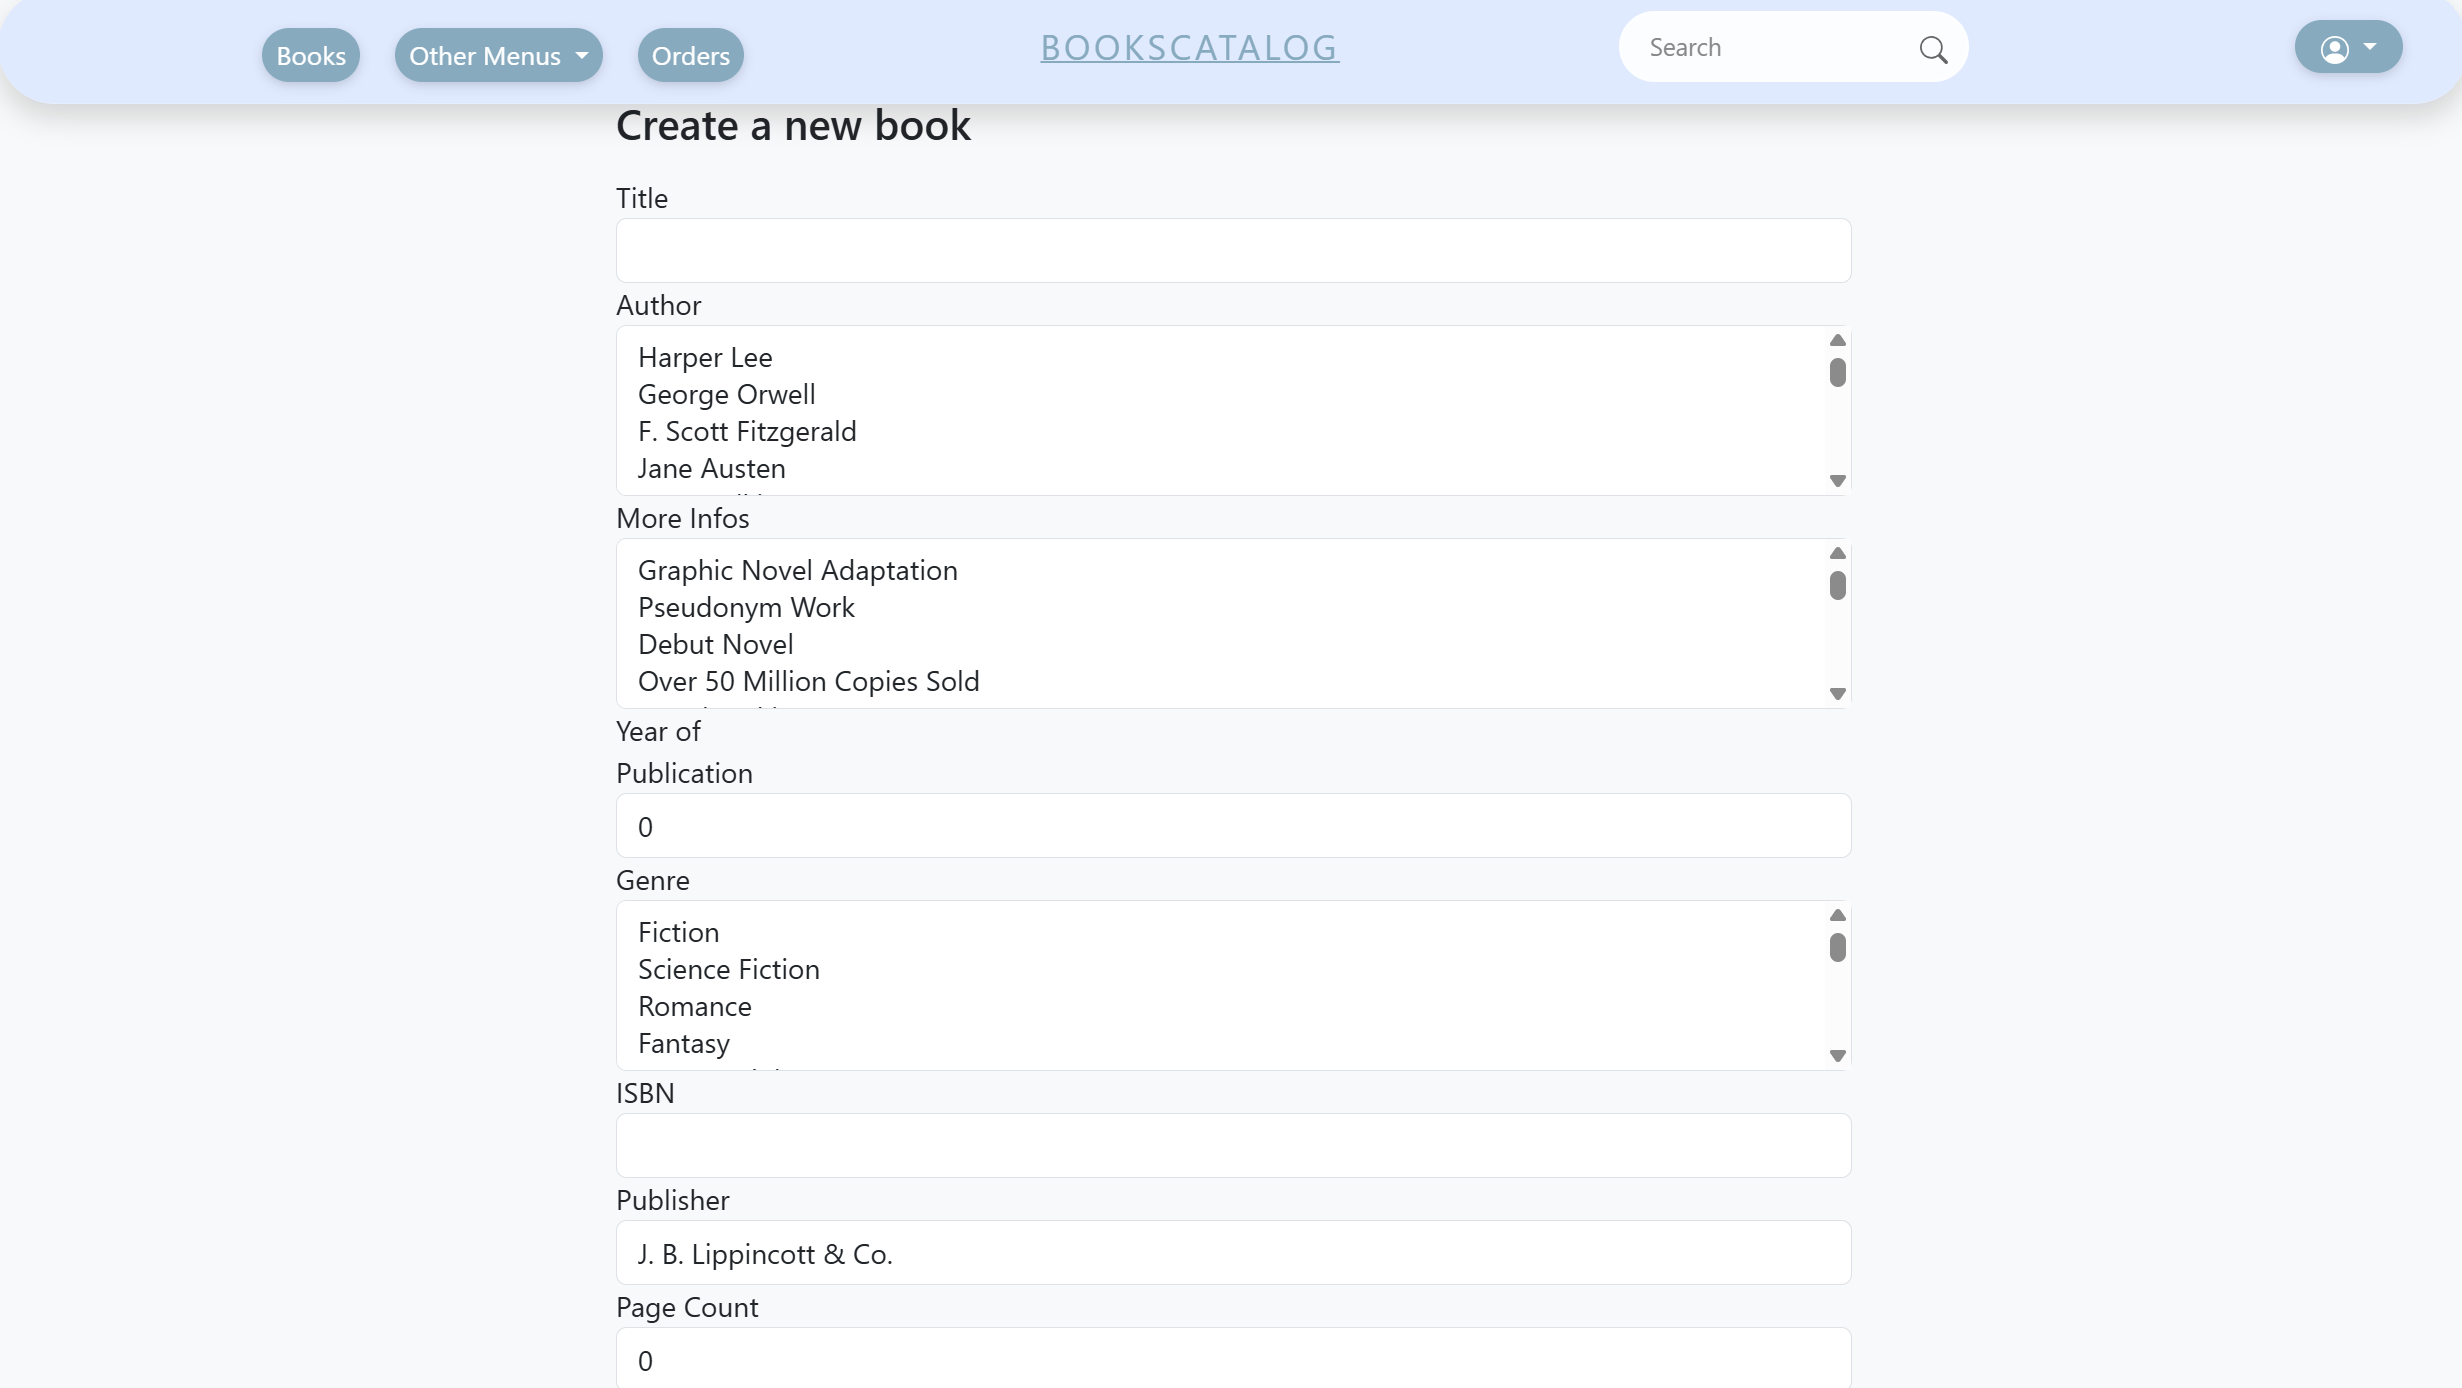 Books
Other Menus
Orders
BOOKSCATALOG
Search
Create a new book
Title
Author
Harper Lee
George Orwell
F. Scott Fitzgerald
Jane Austen
More Infos
Graphic Novel Adaptation
Pseudonym Work
Debut Novel
Over 50 Million Copies Sold
Year of
Publication
0
Genre
Fiction
Science Fiction
Romance
Fantasy
ISBN
Publisher
J. B. Lippincott & Co.
Page Count
0